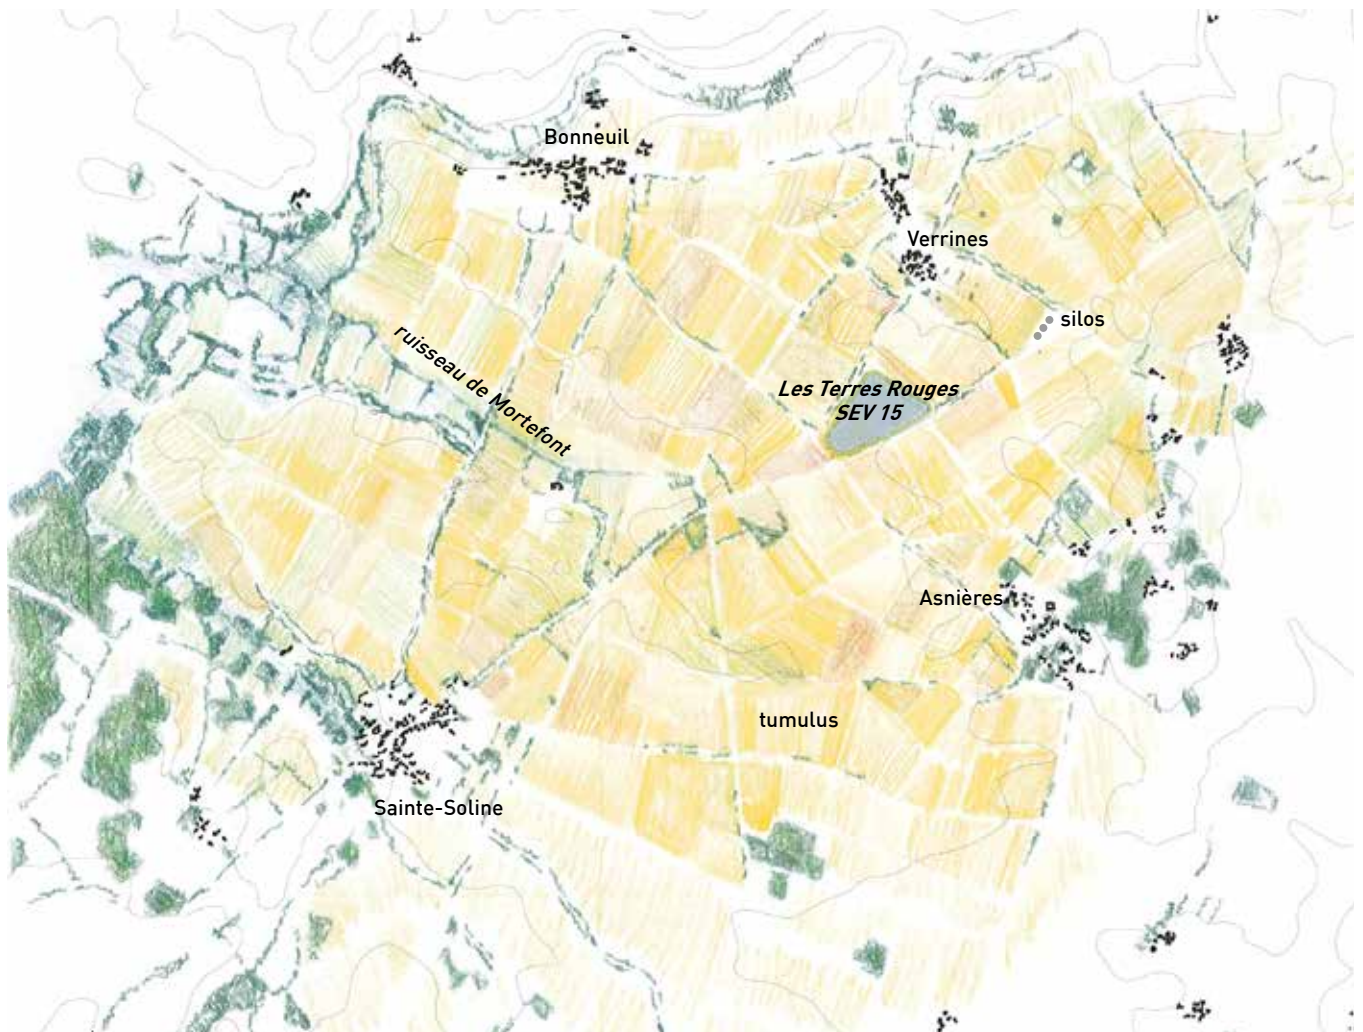 Bonneuil
Verrines
silos
ruisseau de Mortefont
Les Terres Rouges
SEV 15
Asnières
tumulus
Sainte-Soline